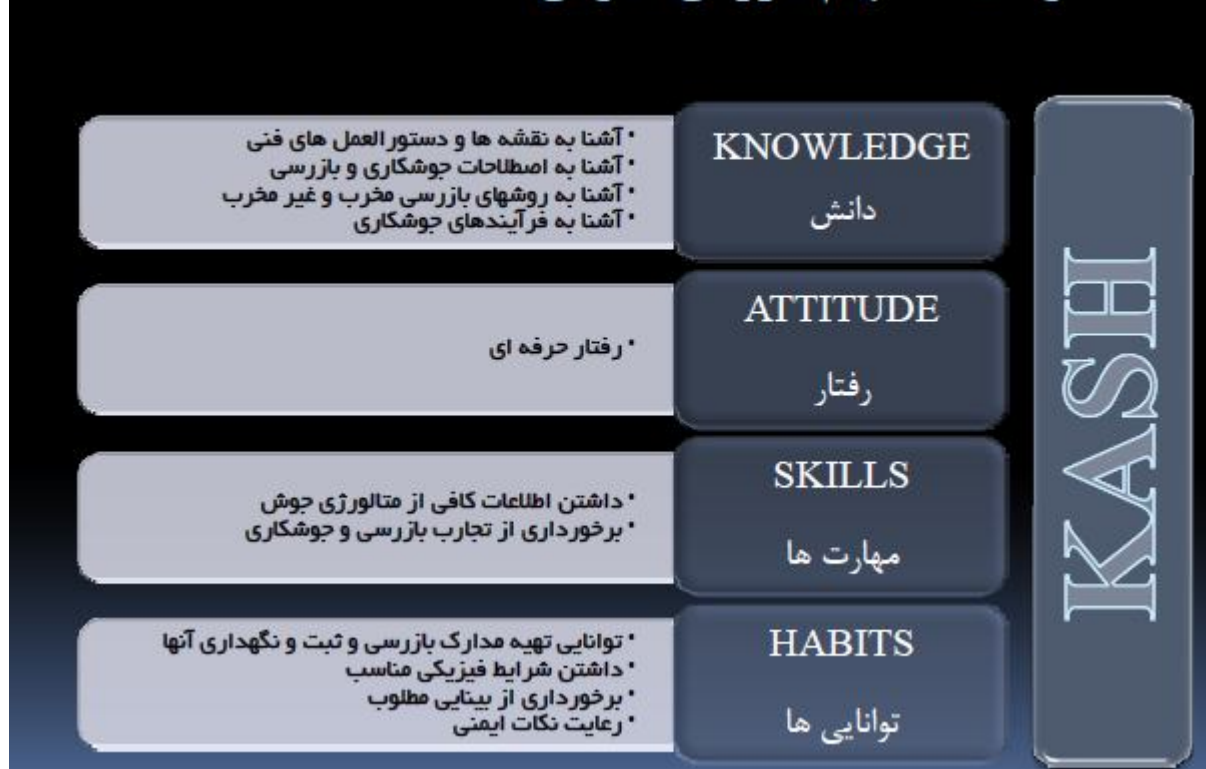 KASH
KNOWLEDGE
دانش
• آشنا به نقشه ها و دستورالعمل های فنی
• آشنا به اصطلاحات جوشکاری و بازرسی
• آشنا به روشهای بازرسی مخرب و غیر مخرب
• آشنا به فرآیندهای جوشکاری
ATTITUDE
رفتار
• رفتار حرفه ای
SKILLS
مهارت ها
• داشتن اطلاعات کافی از متالورژی جوش
• برخورداری از تجارب بازرسی و جوشکاری
HABITS
توانایی ها
• توانایی تهیه مدارک بازرسی و ثبت و نگهداری آنها
• داشتن شرایط فیزیکی مناسب
• برخورداری از بینایی مطلوب
• رعایت نکات ایمنی